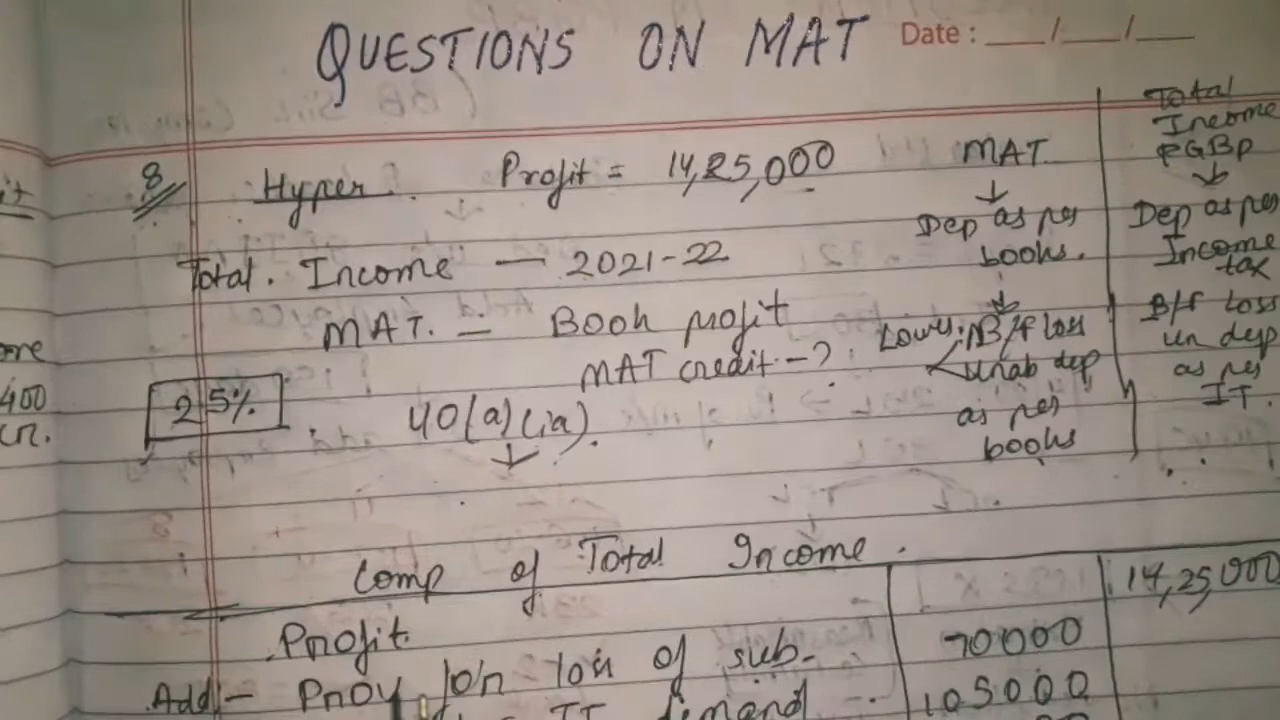 QUESTIONS ON MAT
Date : ___/___/___
8
Hyper. Profit = 14,25,000
Total. Income — 2021-22
MAT. — Book profit
MAT credit - ?
25%
40(a)(ia).
MAT
↓
Dep as per
books.
↓
Lower. B/f loss
Unab dep
as per
books
Total
Income
PGBP
↓
Dep as per
Income
tax
B/f Loss
un dep
as per
IT.
400
cr.
Comp of Total Income.
Profit. 14,25,000
Add:- Prov for loss of sub- 70000
IT demand 105000